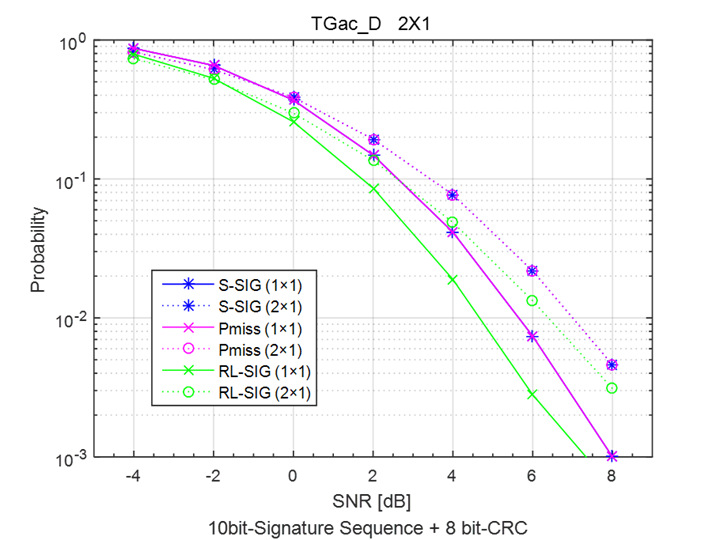 TGac_D 2X1
10^0
10^-1
10^-2
10^-3
Probability
S-SIG (1×1)
S-SIG (2×1)
Pmiss (1×1)
Pmiss (2×1)
RL-SIG (1×1)
RL-SIG (2×1)
-4 -2 0 2 4 6 8
SNR [dB]
10bit-Signature Sequence + 8 bit-CRC